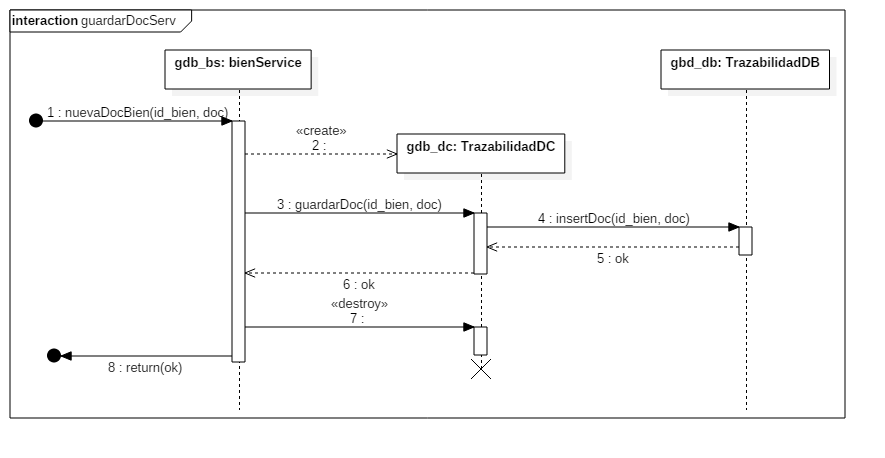 interaction guardarDocServ
gdb_bs: bienService
gbd_db: TrazabilidadDB
1 : nuevaDocBien(id_bien, doc)
«create»
2 :
gdb_dc: TrazabilidadDC
3 : guardarDoc(id_bien, doc)
4 : insertDoc(id_bien, doc)
5 : ok
6 : ok
«destroy»
7 :
8 : return(ok)